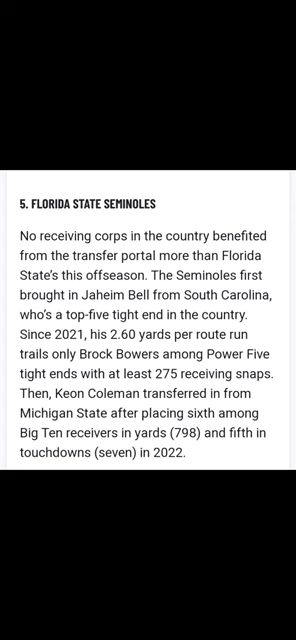 5. FLORIDA STATE SEMINOLES
No receiving corps in the country benefited
from the transfer portal more than Florida
State's this offseason. The Seminoles first
brought in Jaheim Bell from South Carolina,
who's a top-five tight end in the country.
Since 2021, his 2.60 yards per route run
trails only Brock Bowers among Power Five
tight ends with at least 275 receiving snaps.
Then, Keon Coleman transferred in from
Michigan State after placing sixth among
Big Ten receivers in yards (798) and fifth in
touchdowns (seven) in 2022.